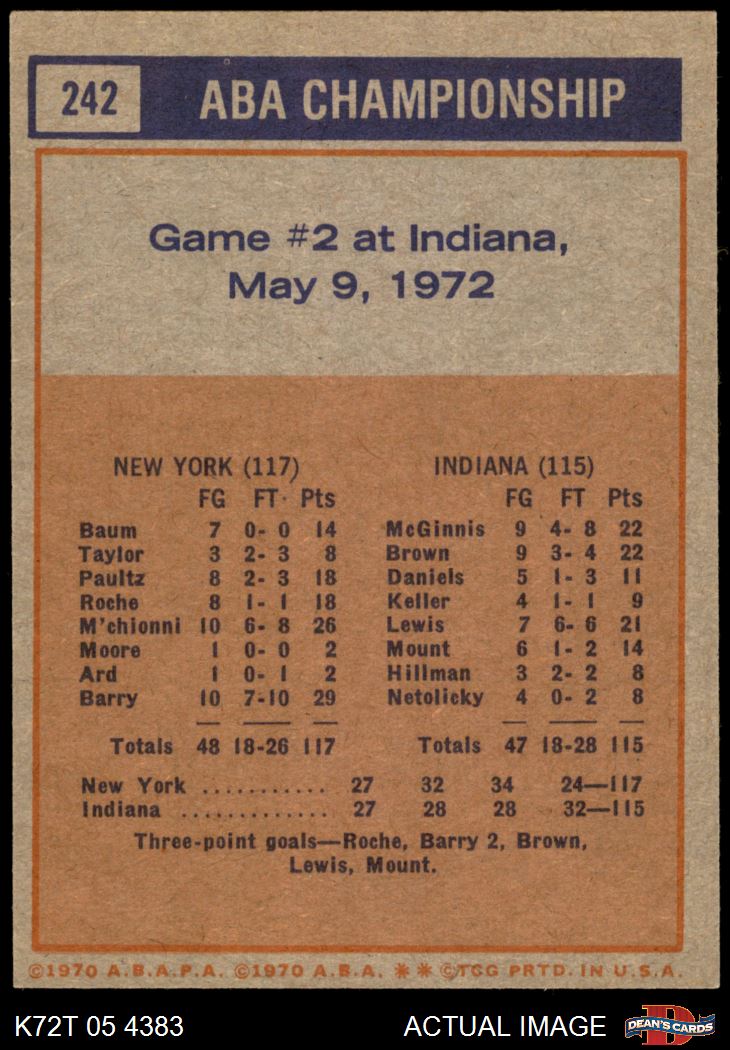 242 ABA CHAMPIONSHIP
Game #2 at Indiana,
May 9, 1972
NEW YORK (117)
FG FT Pts
Baum 7 0- 0 14
Taylor 3 2- 3 8
Paultz 8 2- 3 18
Roche 8 1- 1 18
M'chionni 10 6- 8 26
Moore 1 0- 0 2
Ard 1 0- 1 2
Barry 10 7-10 29
Totals 48 18-26 117
INDIANA (115)
FG FT Pts
McGinnis 9 4- 8 22
Brown 9 3- 4 22
Daniels 5 1- 3 11
Keller 4 1- 1 9
Lewis 7 6- 6 21
Mount 6 1- 2 14
Hillman 3 2- 2 8
Netolicky 4 0- 2 8
Totals 47 18-28 115
New York ........... 27 32 34 24—117
Indiana ............. 27 28 28 32—115
Three-point goals—Roche, Barry 2, Brown,
Lewis, Mount.
©1970 A.B.A.P.A. ©1970 A.B.A. ** ©TCG PRTD. IN U.S.A.
K72T 05 4383 ACTUAL IMAGE D DEAN'S CARDS